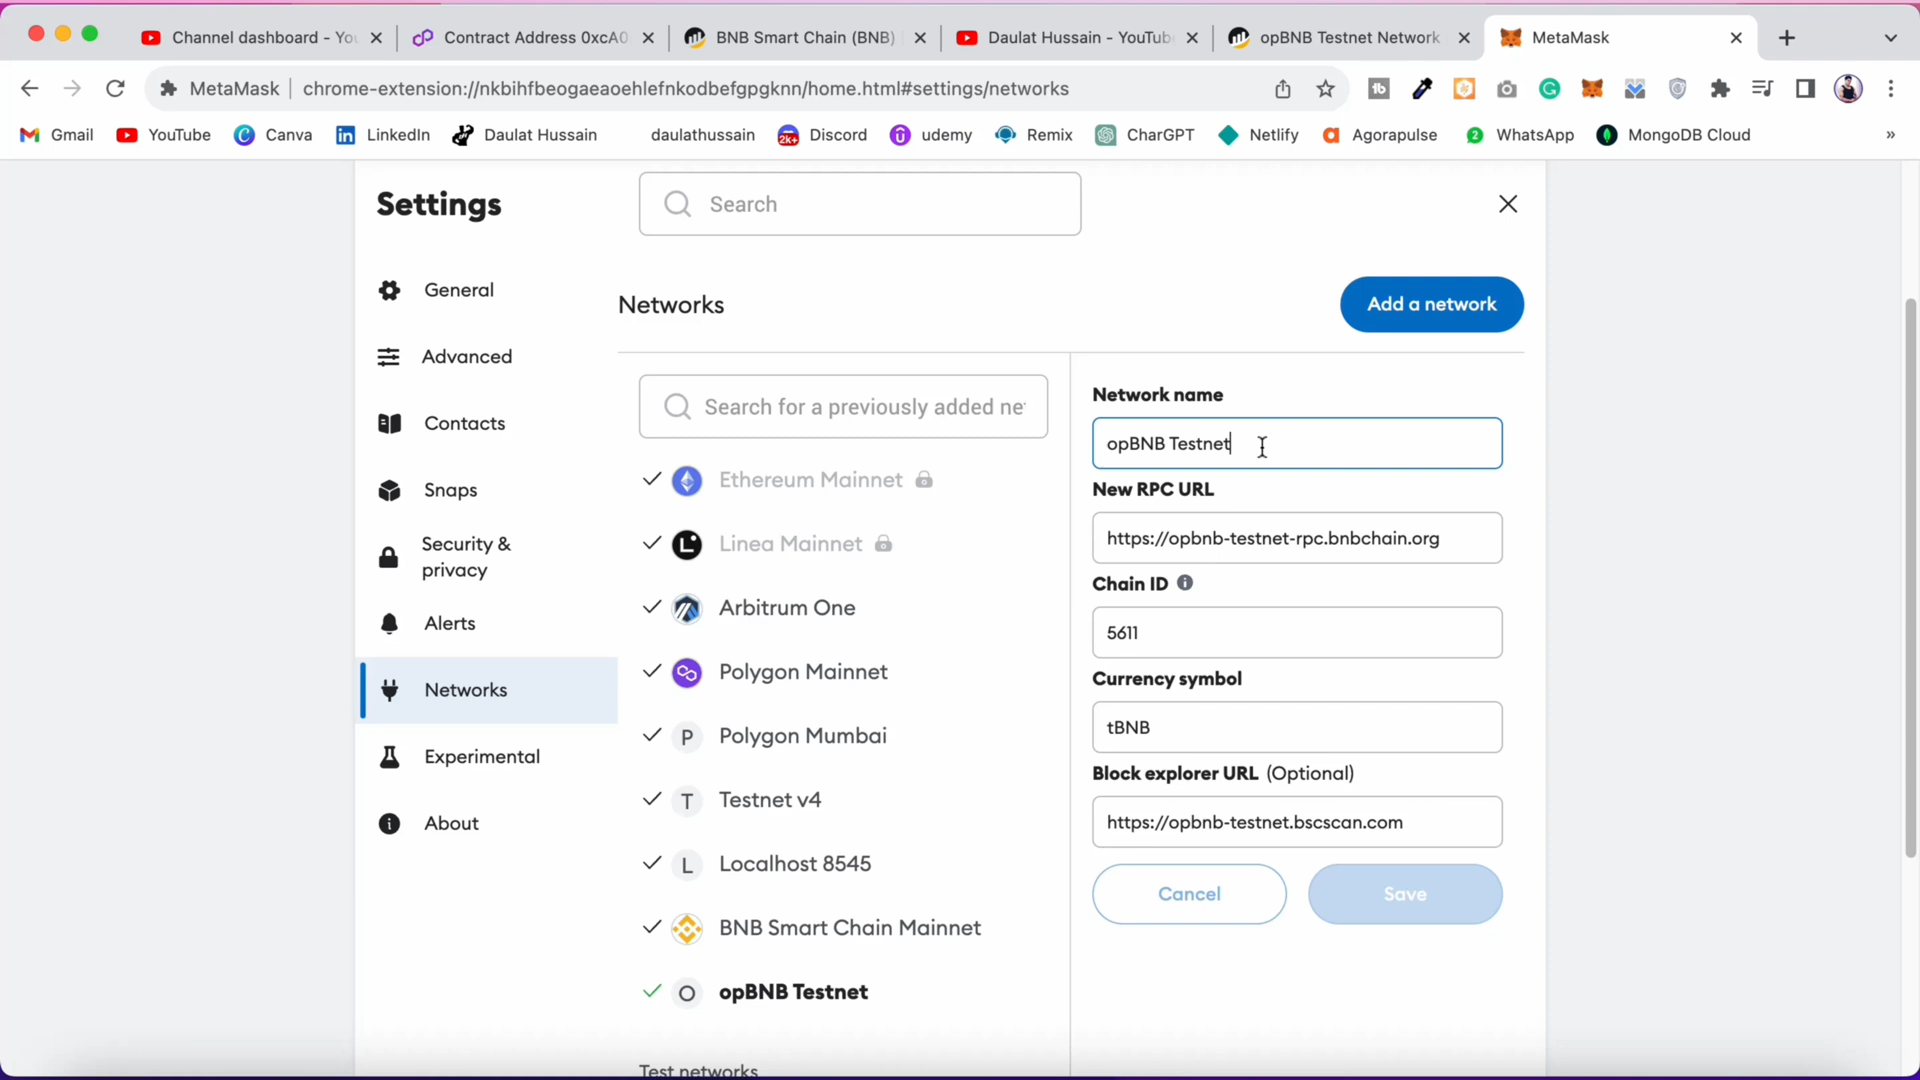 Channel dashboard - You
Contract Address 0xcA0
BNB Smart Chain (BNB)
Daulat Hussain - YouTube
opBNB Testnet Network
MetaMask
MetaMask
chrome-extension://nkbihfbeogaeaoehlefnkodbefgpgknn/home.html#settings/networks
Gmail
YouTube
Canva
LinkedIn
Daulat Hussain
daulathussain
2k+
Discord
udemy
Remix
CharGPT
Netlify
Agorapulse
2
WhatsApp
MongoDB Cloud
»
Settings
Search
General
Advanced
Contacts
Snaps
Security &
privacy
Alerts
Networks
Experimental
About
Networks
Add a network
Search for a previously added ne
Ethereum Mainnet
Linea Mainnet
Arbitrum One
Polygon Mainnet
P Polygon Mumbai
T Testnet v4
L Localhost 8545
BNB Smart Chain Mainnet
O opBNB Testnet
Test networks
Network name
opBNB Testnet
New RPC URL
https://opbnb-testnet-rpc.bnbchain.org
Chain ID
5611
Currency symbol
tBNB
Block explorer URL (Optional)
https://opbnb-testnet.bscscan.com
Cancel
Save